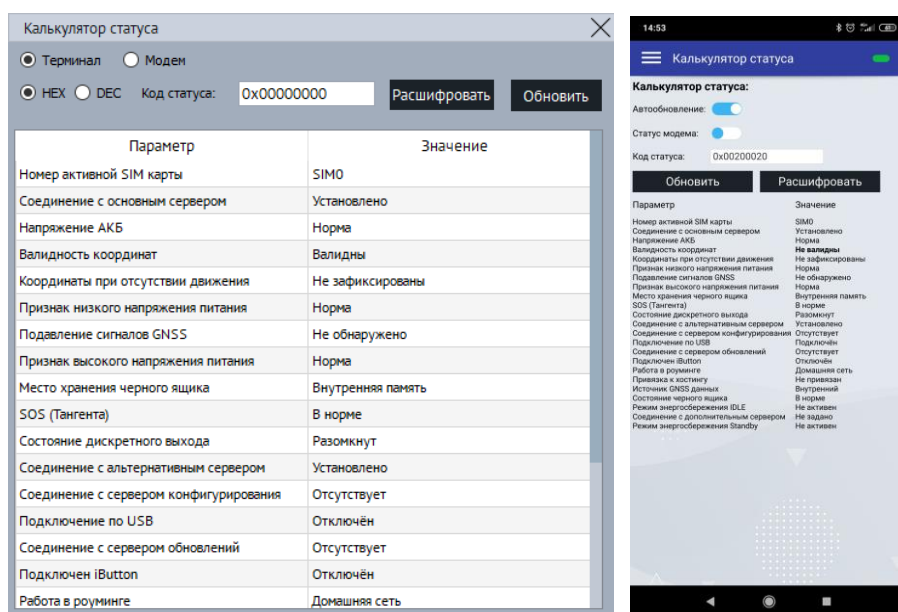 Калькулятор статуса
Терминал Модем
HEX DEC Код статуса: 0x00000000 Расшифровать Обновить
Параметр Значение
Номер активной SIM карты SIM0
Соединение с основным сервером Установлено
Напряжение АКБ Норма
Валидность координат Валидны
Координаты при отсутствии движения Не зафиксированы
Признак низкого напряжения питания Норма
Подавление сигналов GNSS Не обнаружено
Признак высокого напряжения питания Норма
Место хранения черного ящика Внутренняя память
SOS (Тангента) В норме
Состояние дискретного выхода Разомкнут
Соединение с альтернативным сервером Установлено
Соединение с сервером конфигурирования Отсутствует
Подключение по USB Отключён
Соединение с сервером обновлений Отсутствует
Подключен iButton Отключён
Работа в роуминге Домашняя сеть
14:53
Калькулятор статуса
Калькулятор статуса:
Автообновление:
Статус модема:
Код статуса: 0x00200020
Обновить Расшифровать
Параметр Значение
Номер активной SIM карты SIM0
Соединение с основным сервером Установлено
Напряжение АКБ Норма
Валидность координат Не валидны
Координаты при отсутствии движения Не зафиксированы
Признак низкого напряжения питания Норма
Подавление сигналов GNSS Не обнаружено
Признак высокого напряжения питания Норма
Место хранения черного ящика Внутренняя память
SOS (Тангента) В норме
Состояние дискретного выхода Разомкнут
Соединение с альтернативным сервером Установлено
Соединение с сервером конфигурирования Отсутствует
Подключение по USB Подключён
Соединение с сервером обновлений Отсутствует
Подключен iButton Отключён
Работа в роуминге Домашняя сеть
Привязка к хостингу Не привязан
Источник GNSS данных Внутренний
Состояние черного ящика В норме
Режим энергосбережения IDLE Не активен
Соединение с дополнительным сервером Не задано
Режим энергосбережения Standby Не активен